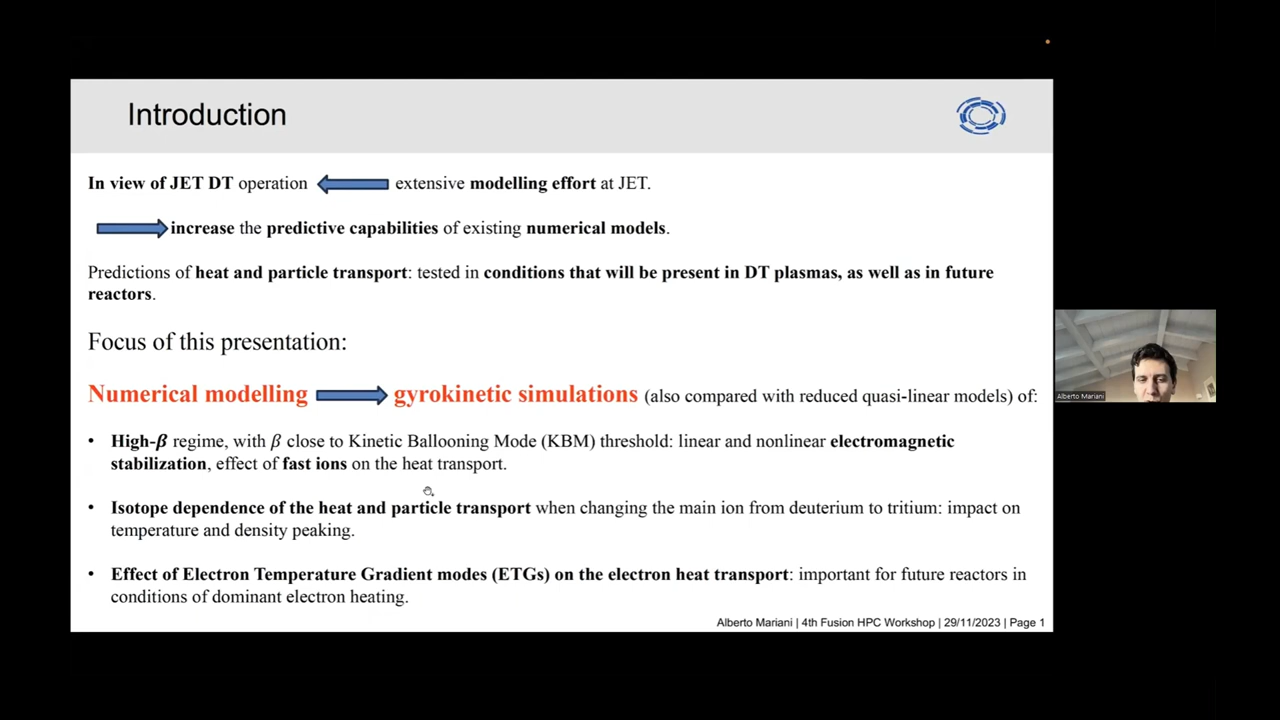 Introduction
In view of JET DT operation extensive modelling effort at JET.
increase the predictive capabilities of existing numerical models.
Predictions of heat and particle transport: tested in conditions that will be present in DT plasmas, as well as in future
reactors.
Focus of this presentation:
Numerical modelling gyrokinetic simulations (also compared with reduced quasi-linear models) of:
• High-β regime, with β close to Kinetic Ballooning Mode (KBM) threshold: linear and nonlinear electromagnetic
stabilization, effect of fast ions on the heat transport.
• Isotope dependence of the heat and particle transport when changing the main ion from deuterium to tritium: impact on
temperature and density peaking.
• Effect of Electron Temperature Gradient modes (ETGs) on the electron heat transport: important for future reactors in
conditions of dominant electron heating.
Alberto Mariani | 4th Fusion HPC Workshop | 29/11/2023 | Page 1
Alberto Mariani